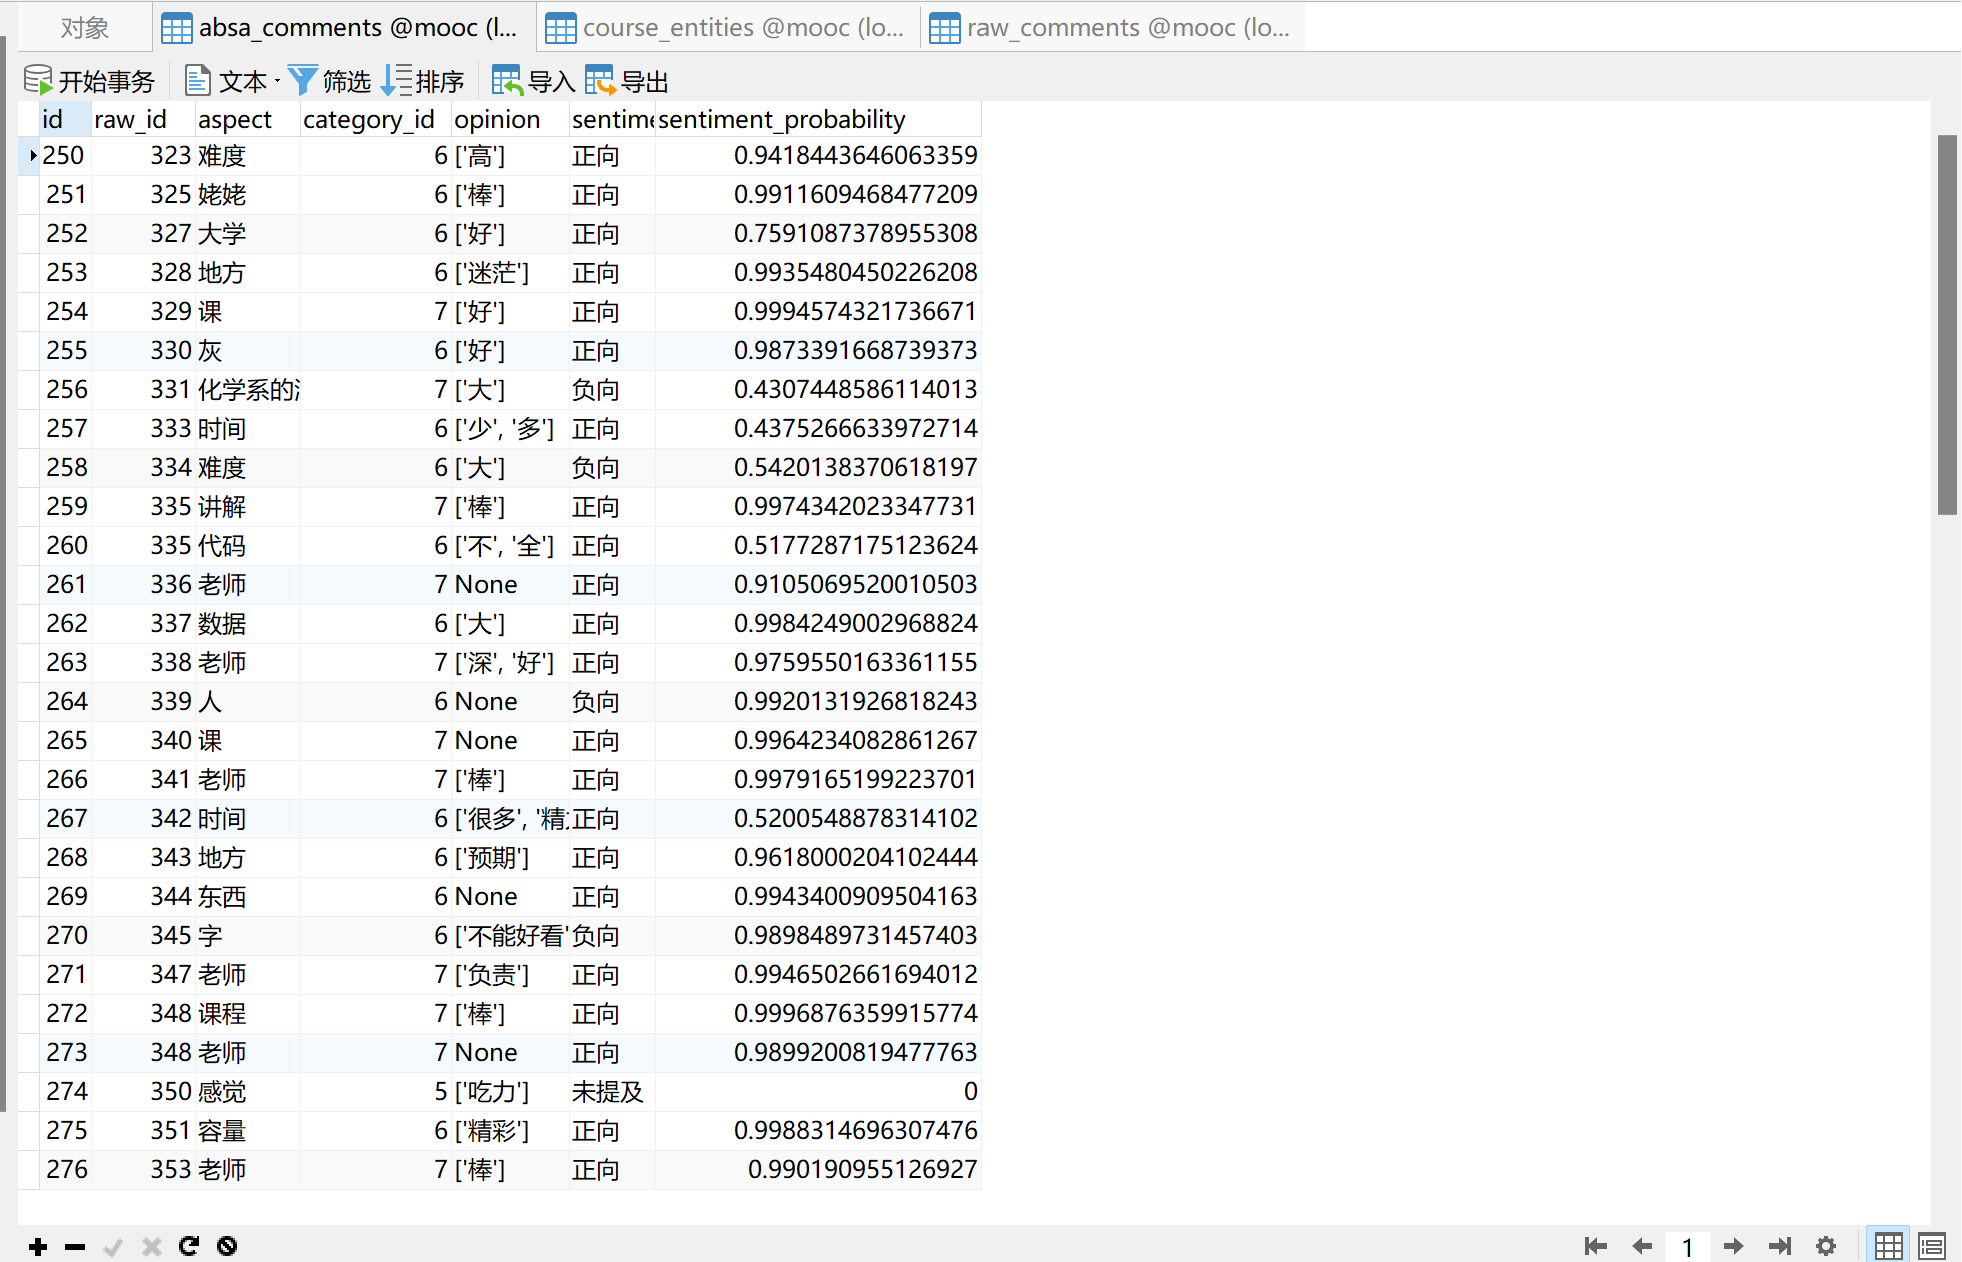 对象 absa_comments @mooc (l... course_entities @mooc (lo... raw_comments @mooc (lo...
开始事务 文本 筛选 排序 导入 导出
id raw_id aspect category_id opinion sentime sentiment_probability
250 323 难度 6 ['高'] 正向 0.9418443646063359
251 325 姥姥 6 ['棒'] 正向 0.9911609468477209
252 327 大学 6 ['好'] 正向 0.7591087378955308
253 328 地方 6 ['迷茫'] 正向 0.9935480450226208
254 329 课 7 ['好'] 正向 0.9994574321736671
255 330 灰 6 ['好'] 正向 0.9873391668739373
256 331 化学系的 7 ['大'] 负向 0.4307448586114013
257 333 时间 6 ['少', '多'] 正向 0.4375266633972714
258 334 难度 6 ['大'] 负向 0.5420138370618197
259 335 讲解 7 ['棒'] 正向 0.9974342023347731
260 335 代码 6 ['不', '全'] 正向 0.5177287175123624
261 336 老师 7 None 正向 0.9105069520010503
262 337 数据 6 ['大'] 正向 0.9984249002968824
263 338 老师 7 ['深', '好'] 正向 0.9759550163361155
264 339 人 6 None 负向 0.9920131926818243
265 340 课 7 None 正向 0.9964234082861267
266 341 老师 7 ['棒'] 正向 0.9979165199223701
267 342 时间 6 ['很多', '精 正向 0.5200548878314102
268 343 地方 6 ['预期'] 正向 0.9618000204102444
269 344 东西 6 None 正向 0.9943400909504163
270 345 字 6 ['不能好看' 负向 0.9898489731457403
271 347 老师 7 ['负责'] 正向 0.9946502661694012
272 348 课程 7 ['棒'] 正向 0.9996876359915774
273 348 老师 7 None 正向 0.9899200819477763
274 350 感觉 5 ['吃力'] 未提及 0
275 351 容量 6 ['精彩'] 正向 0.9988314696307476
276 353 老师 7 ['棒'] 正向 0.990190955126927
1